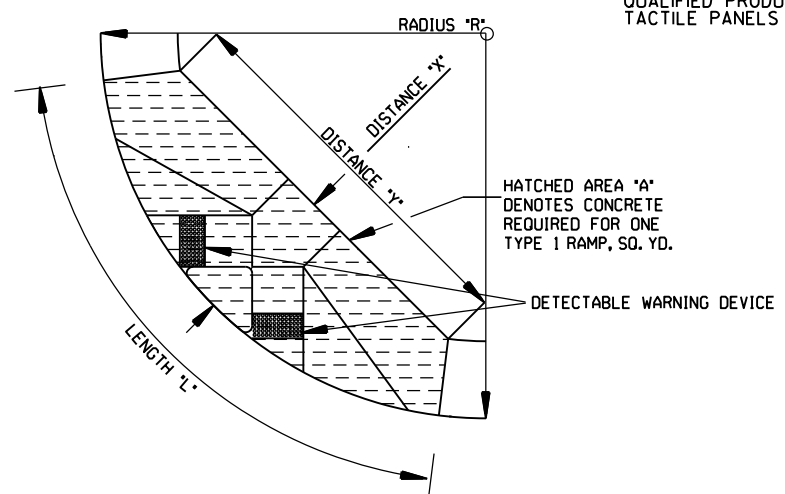 QUALIFIED PRODU
TACTILE PANELS
RADIUS "R"
DISTANCE "X"
DISTANCE "Y"
HATCHED AREA "A"
DENOTES CONCRETE
REQUIRED FOR ONE
TYPE 1 RAMP, SQ. YD.
DETECTABLE WARNING DEVICE
LENGTH "L"